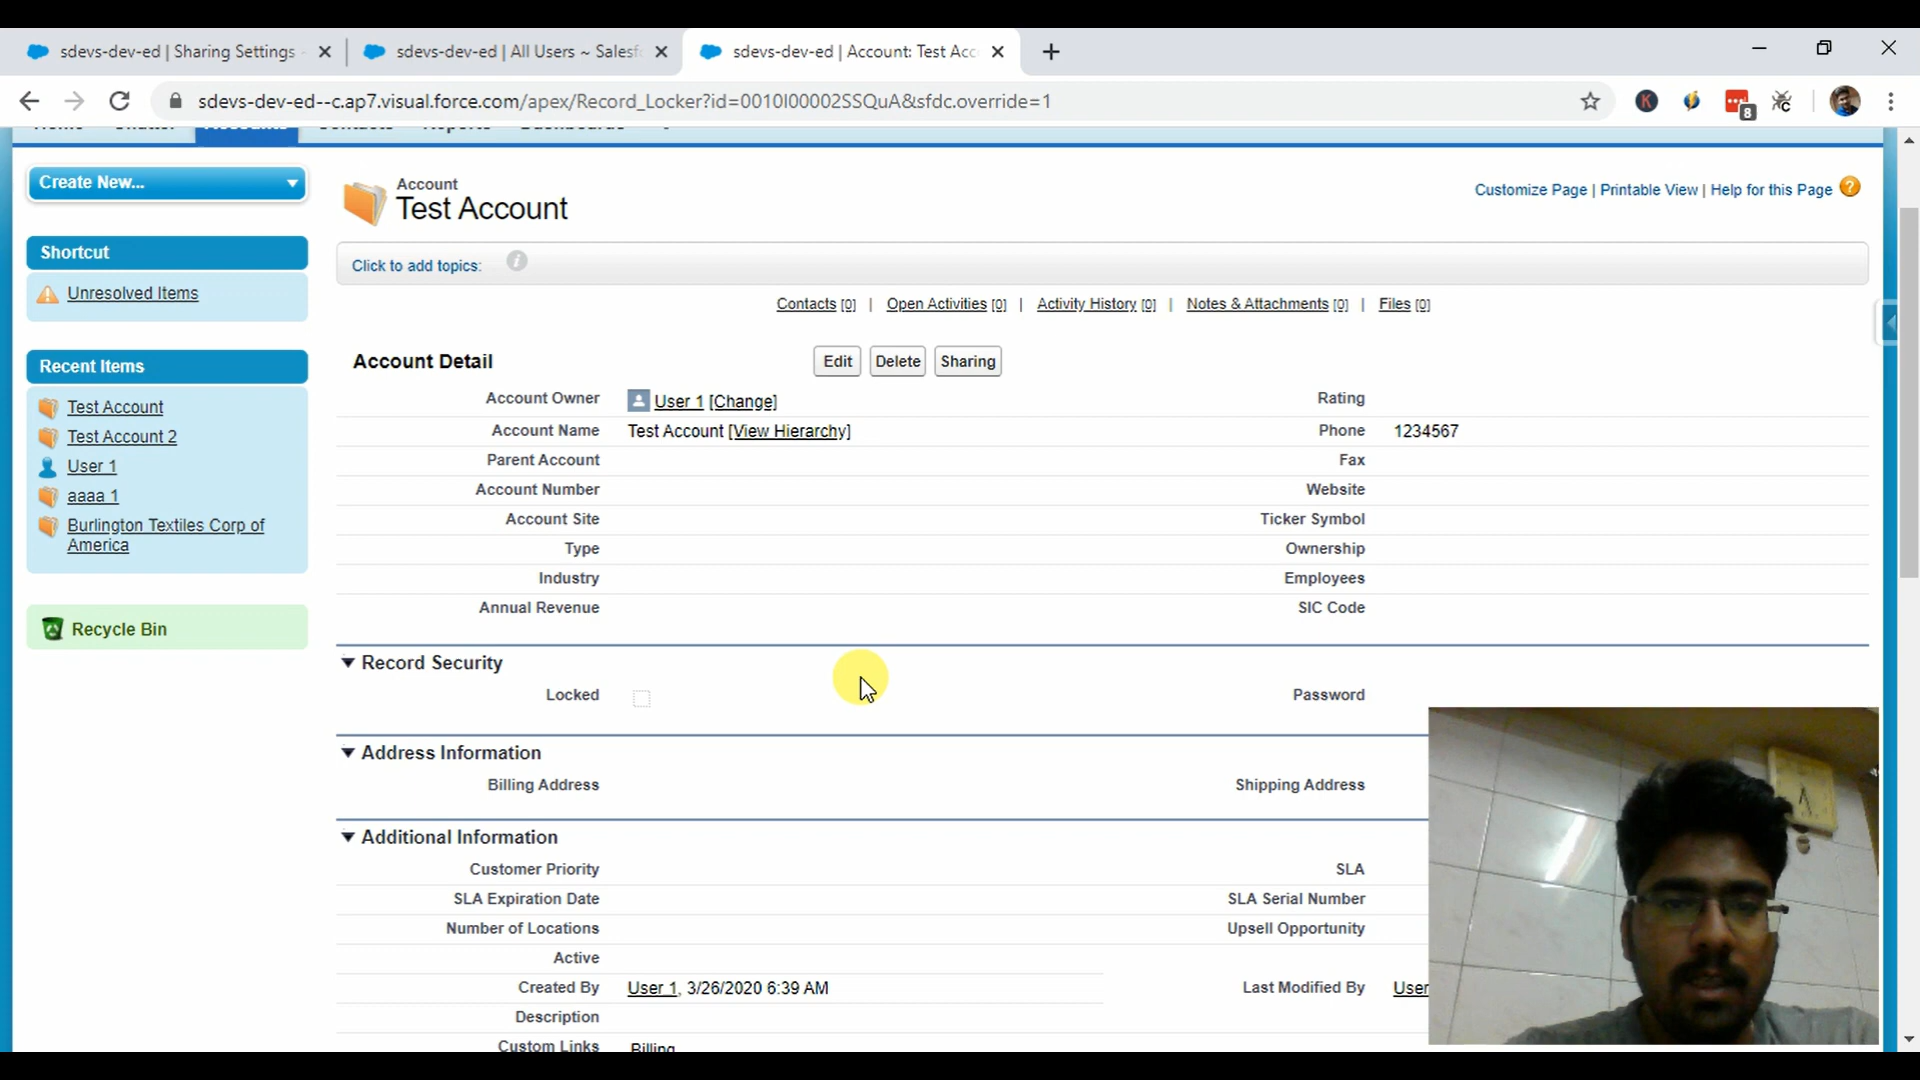 sdevs-dev-ed | Sharing Settings
sdevs-dev-ed | All Users ~ Salesf
sdevs-dev-ed | Account: Test Acc
sdevs-dev-ed--c.ap7.visual.force.com/apex/Record_Locker?id=0010I00002SSQuA&sfdc.override=1
8
Create New...
Account
Test Account
Customize Page | Printable View | Help for this Page
Shortcut
Unresolved Items
Click to add topics:
Contacts [0] | Open Activities [0] | Activity History [0] | Notes & Attachments [0] | Files [0]
Recent Items
Test Account
Test Account 2
User 1
aaaa 1
Burlington Textiles Corp of
America
Recycle Bin
Account Detail
Edit Delete Sharing
Account Owner User 1 [Change] Rating
Account Name Test Account [View Hierarchy] Phone 1234567
Parent Account Fax
Account Number Website
Account Site Ticker Symbol
Type Ownership
Industry Employees
Annual Revenue SIC Code
Record Security
Locked Password
Address Information
Billing Address Shipping Address
Additional Information
Customer Priority SLA
SLA Expiration Date SLA Serial Number
Number of Locations Upsell Opportunity
Active
Created By User 1, 3/26/2020 6:39 AM Last Modified By User
Description
Custom Links Billing